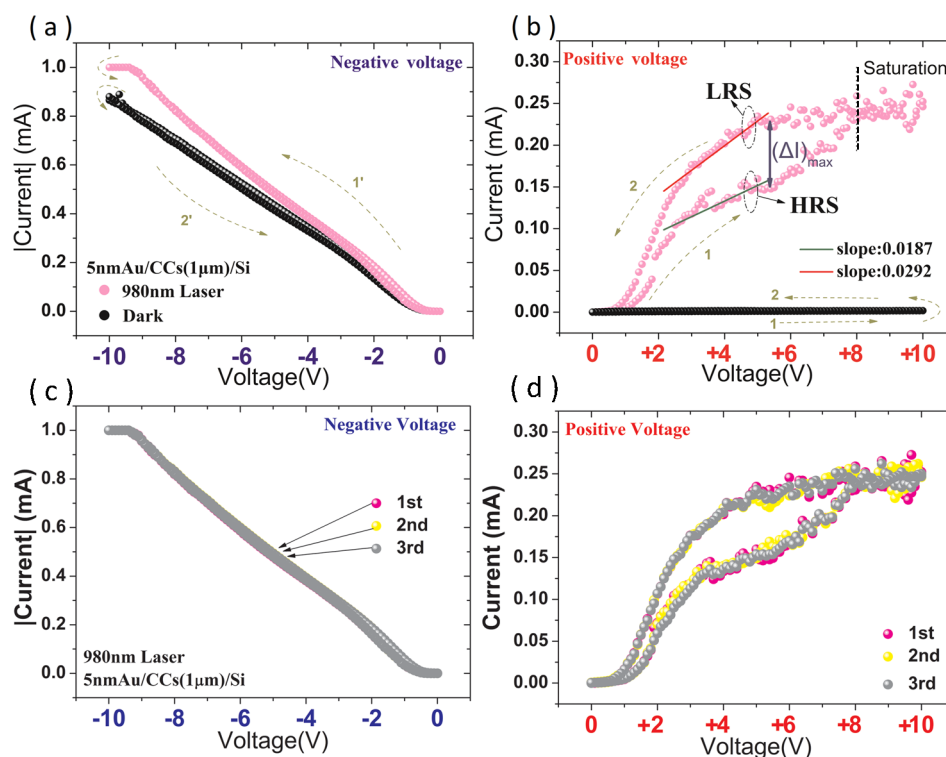 ( a )
Negative voltage
|Current| (mA)
1.0
0.8
0.6
0.4
0.2
0.0
1'
2'
5nmAu/CCs(1μm)/Si
980nm Laser
Dark
-10
-8
-6
-4
-2
0
Voltage(V)
( b )
Positive voltage
Saturation
LRS
HRS
(ΔI)max
Current (mA)
0.30
0.25
0.20
0.15
0.10
0.05
0.00
2
1
slope:0.0187
slope:0.0292
2
1
0
+2
+4
+6
+8
+10
Voltage(V)
( c )
Negative Voltage
|Current| (mA)
1.0
0.8
0.6
0.4
0.2
0.0
1st
2nd
3rd
980nm Laser
5nmAu/CCs(1μm)/Si
-10
-8
-6
-4
-2
0
Voltage(V)
( d )
Positive Voltage
Current (mA)
0.30
0.25
0.20
0.15
0.10
0.05
0.00
1st
2nd
3rd
0
+2
+4
+6
+8
+10
Voltage(V)